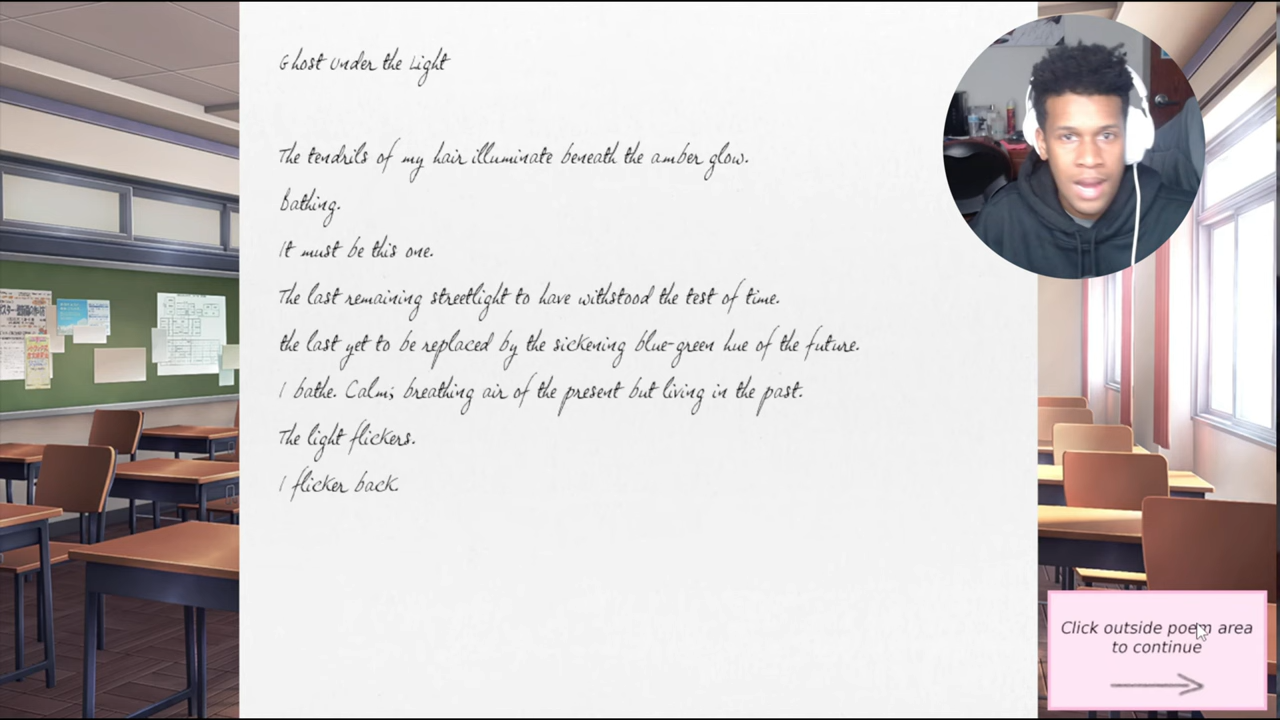 Ghost Under the Light
The tendrils of my hair illuminate beneath the amber glow.
Bathing.
It must be this one.
The last remaining streetlight to have withstood the test of time.
the last yet to be replaced by the sickening blue-green hue of the future.
I bathe. Calm; breathing air of the present but living in the past.
The light flickers.
I flicker back.
Click outside poem area
to continue